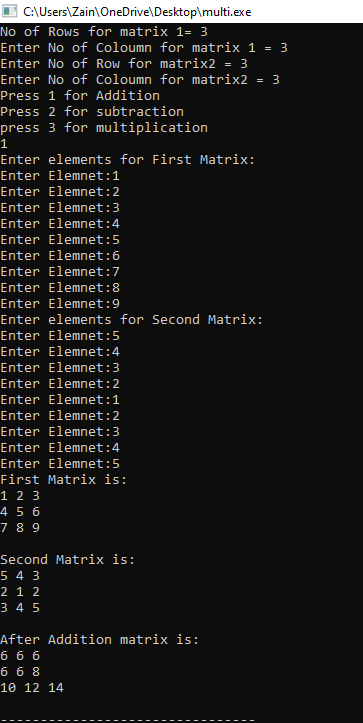 C:\Users\Zain\OneDrive\Desktop\multi.exe
No of Rows for matrix 1= 3
Enter No of Coloumn for matrix 1 = 3
Enter No of Row for matrix2 = 3
Enter No of Coloumn for matrix2 = 3
Press 1 for Addition
Press 2 for subtraction
press 3 for multiplication
1
Enter elements for First Matrix:
Enter Elemnet:1
Enter Elemnet:2
Enter Elemnet:3
Enter Elemnet:4
Enter Elemnet:5
Enter Elemnet:6
Enter Elemnet:7
Enter Elemnet:8
Enter Elemnet:9
Enter elements for Second Matrix:
Enter Elemnet:5
Enter Elemnet:4
Enter Elemnet:3
Enter Elemnet:2
Enter Elemnet:1
Enter Elemnet:2
Enter Elemnet:3
Enter Elemnet:4
Enter Elemnet:5
First Matrix is:
1 2 3
4 5 6
7 8 9
Second Matrix is:
5 4 3
2 1 2
3 4 5
After Addition matrix is:
6 6 6
6 6 8
10 12 14
--------------------------------